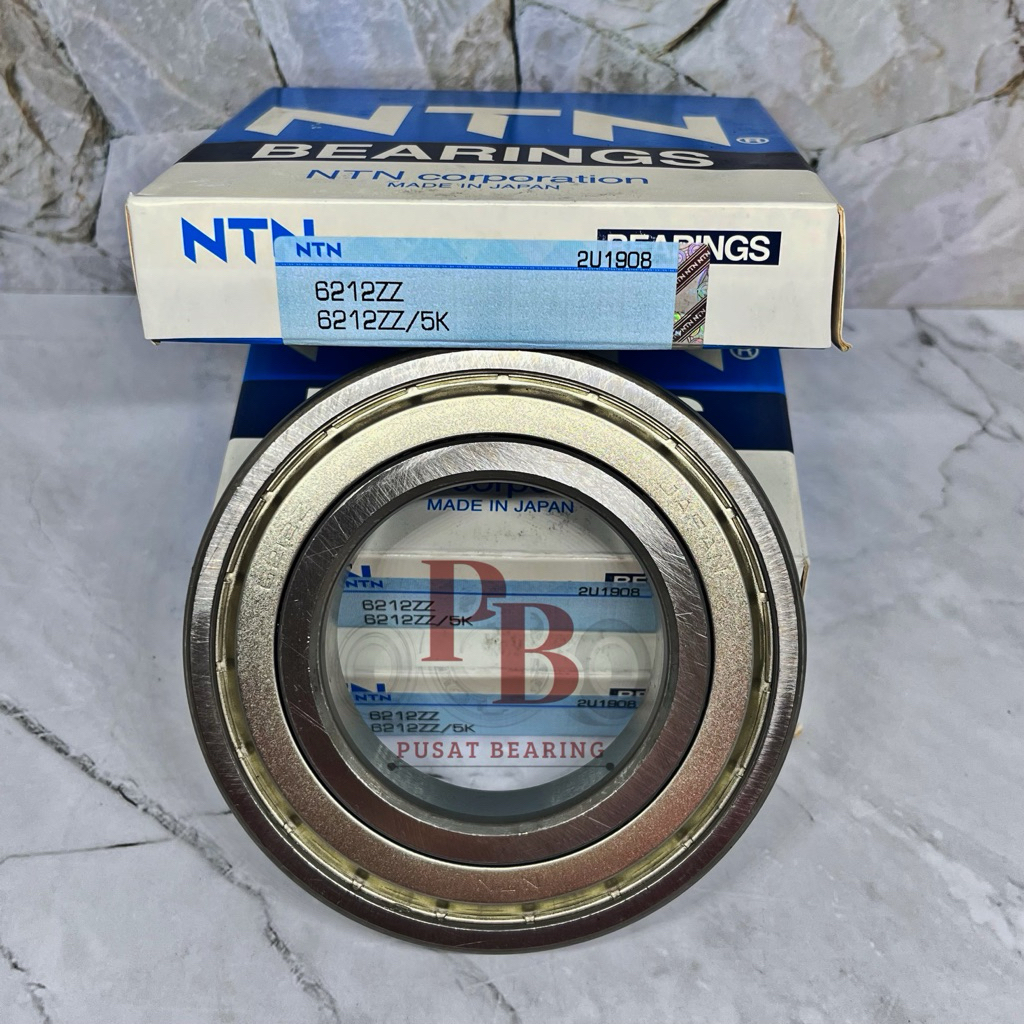 NTN
BEARINGS
NTN corporation
MADE IN JAPAN
NTN BEARINGS
NTN 2U1908
6212ZZ
6212ZZ/5K
MADE IN JAPAN
NTN 2U1908
6212ZZ
6212ZZ/5K
NTN 2U1908
6212ZZ
6212ZZ/5K
PB
PUSAT BEARING
NTN